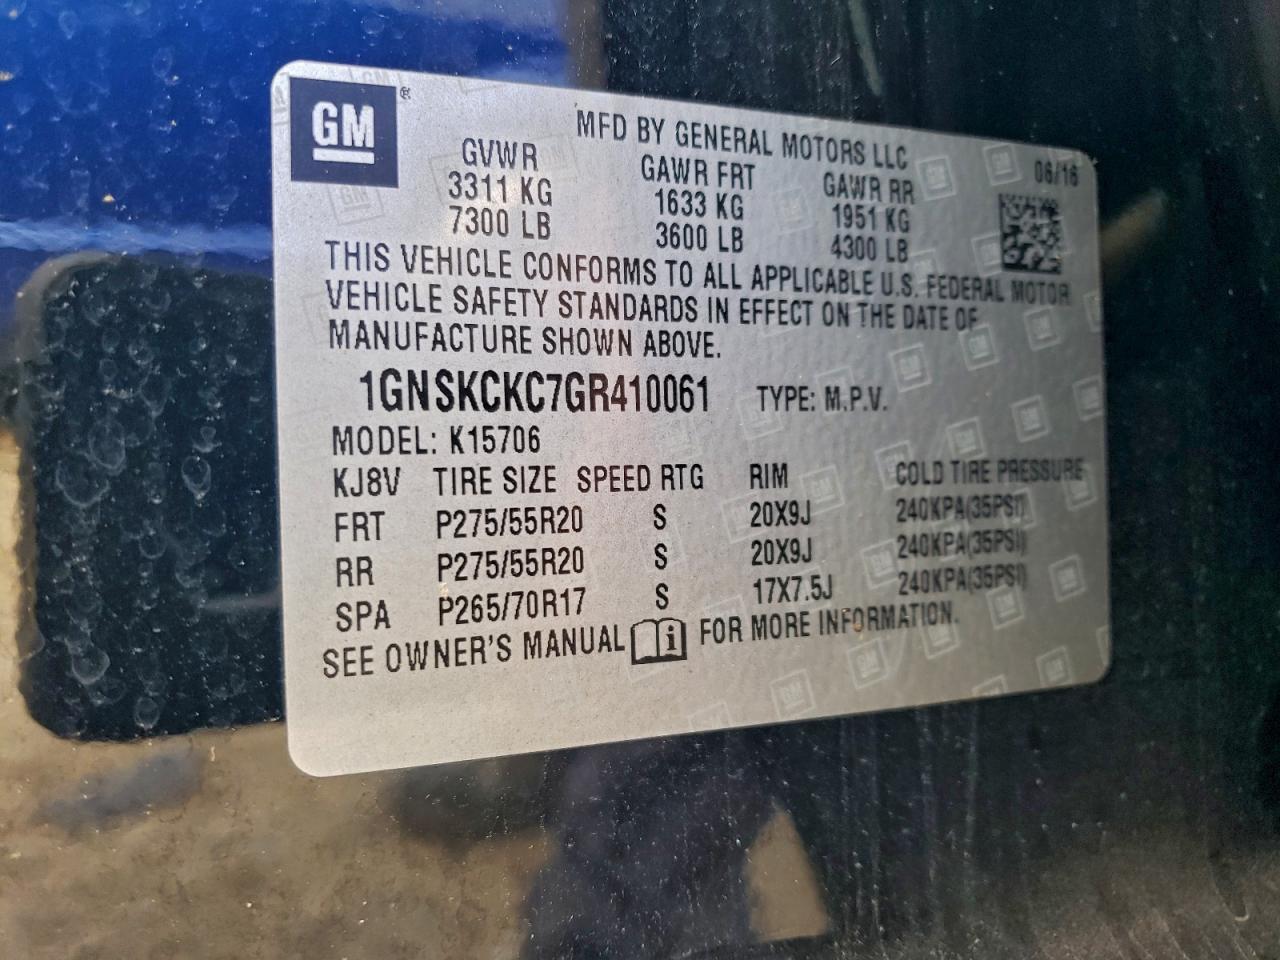 GM
MFD BY GENERAL MOTORS LLC
06/16
GVWR GAWR FRT GAWR RR
3311 KG 1633 KG 1951 KG
7300 LB 3600 LB 4300 LB
THIS VEHICLE CONFORMS TO ALL APPLICABLE U.S. FEDERAL MOTOR
VEHICLE SAFETY STANDARDS IN EFFECT ON THE DATE OF
MANUFACTURE SHOWN ABOVE.
1GNSKCKC7GR410061 TYPE: M.P.V.
MODEL: K15706
KJ8V TIRE SIZE SPEED RTG RIM COLD TIRE PRESSURE
FRT P275/55R20 S 20X9J 240KPA(35PSI)
RR P275/55R20 S 20X9J 240KPA(35PSI)
SPA P265/70R17 S 17X7.5J 240KPA(35PSI)
SEE OWNER'S MANUAL i FOR MORE INFORMATION.